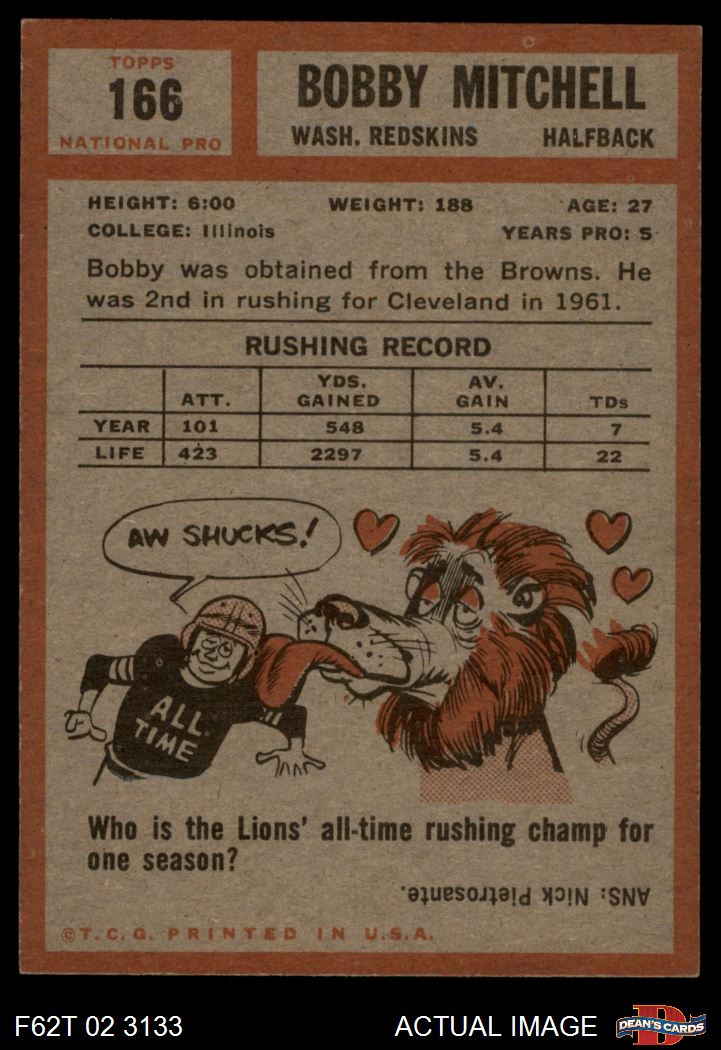 TOPPS
166
NATIONAL PRO
BOBBY MITCHELL
WASH. REDSKINS HALFBACK
HEIGHT: 6:00 WEIGHT: 188 AGE: 27
COLLEGE: Illinois YEARS PRO: 5
Bobby was obtained from the Browns. He
was 2nd in rushing for Cleveland in 1961.
RUSHING RECORD
ATT. YDS. GAINED AV. GAIN TDs
YEAR 101 548 5.4 7
LIFE 423 2297 5.4 22
AW SHUCKS!
ALL
TIME
Who is the Lions' all-time rushing champ for
one season?
ANS: Nick Pietrosante.
©T.C.G. PRINTED IN U.S.A.
F62T 02 3133 ACTUAL IMAGE DEAN'S CARDS